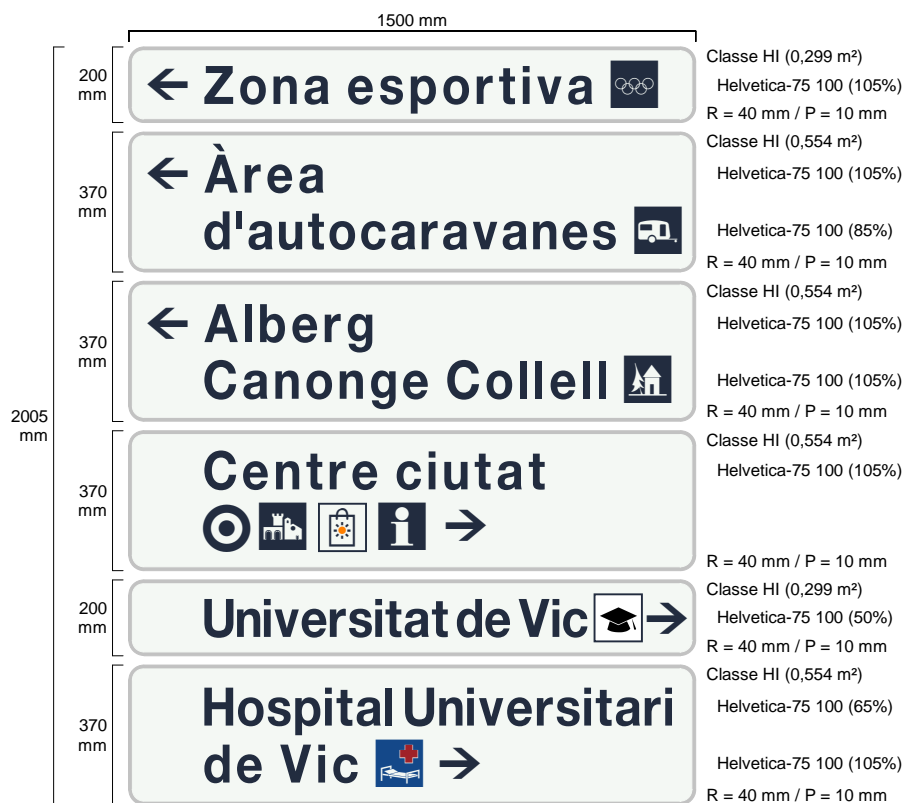 1500 mm
2005 mm
200 mm
Zona esportiva
Classe HI (0,299 m²)
Helvetica-75 100 (105%)
R = 40 mm / P = 10 mm
370 mm
Àrea
d'autocaravanes
Classe HI (0,554 m²)
Helvetica-75 100 (105%)
Helvetica-75 100 (85%)
R = 40 mm / P = 10 mm
370 mm
Alberg
Canonge Collell
Classe HI (0,554 m²)
Helvetica-75 100 (105%)
Helvetica-75 100 (105%)
R = 40 mm / P = 10 mm
370 mm
Centre ciutat
i
Classe HI (0,554 m²)
Helvetica-75 100 (105%)
R = 40 mm / P = 10 mm
200 mm
Universitat de Vic
Classe HI (0,299 m²)
Helvetica-75 100 (50%)
R = 40 mm / P = 10 mm
370 mm
Hospital Universitari
de Vic
Classe HI (0,554 m²)
Helvetica-75 100 (65%)
Helvetica-75 100 (105%)
R = 40 mm / P = 10 mm